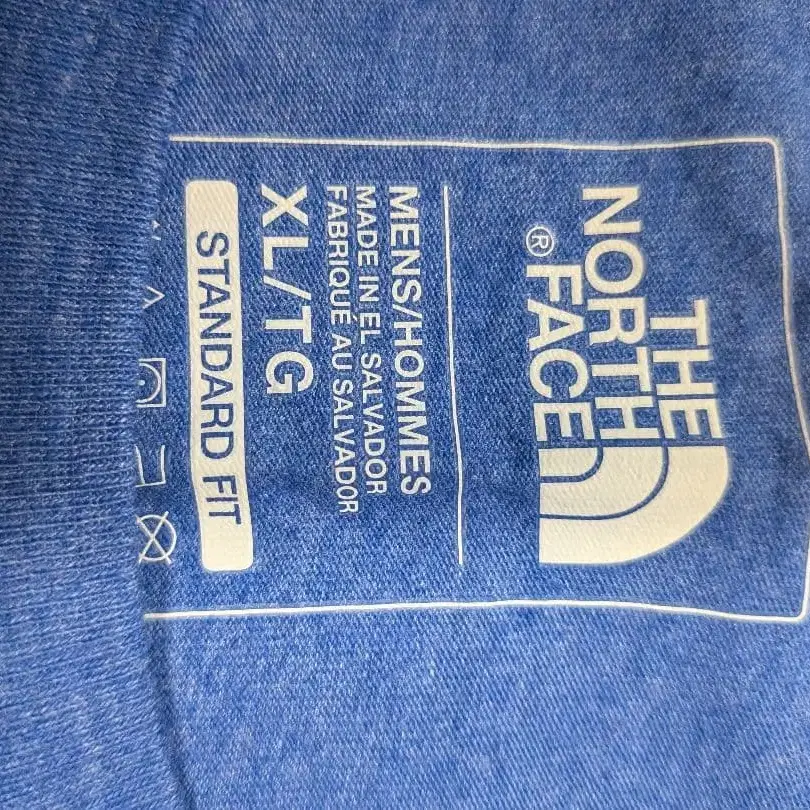 THE
NORTH
FACE
®
MENS/HOMMES
MADE IN EL SALVADOR
FABRIQUÉ AU SALVADOR
XL/TG
STANDARD FIT